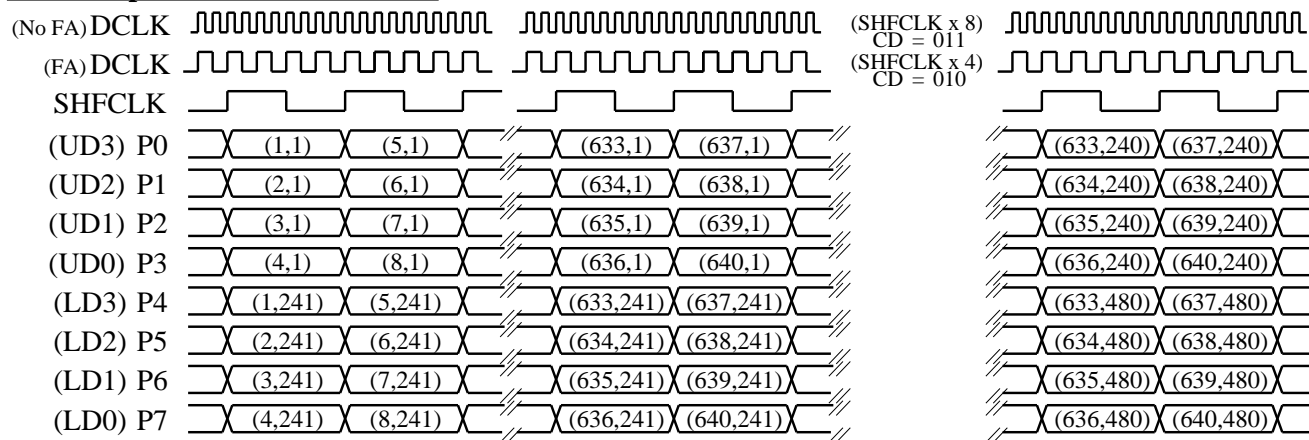 (No FA) DCLK (SHFCLK x 8)
CD = 011
(FA) DCLK (SHFCLK x 4)
CD = 010
SHFCLK
(UD3) P0 (1,1) (5,1) (633,1) (637,1) (633,240) (637,240)
(UD2) P1 (2,1) (6,1) (634,1) (638,1) (634,240) (638,240)
(UD1) P2 (3,1) (7,1) (635,1) (639,1) (635,240) (639,240)
(UD0) P3 (4,1) (8,1) (636,1) (640,1) (636,240) (640,240)
(LD3) P4 (1,241) (5,241) (633,241) (637,241) (633,480) (637,480)
(LD2) P5 (2,241) (6,241) (634,241) (638,241) (634,480) (638,480)
(LD1) P6 (3,241) (7,241) (635,241) (639,241) (635,480) (639,480)
(LD0) P7 (4,241) (8,241) (636,241) (640,241) (636,480) (640,480)